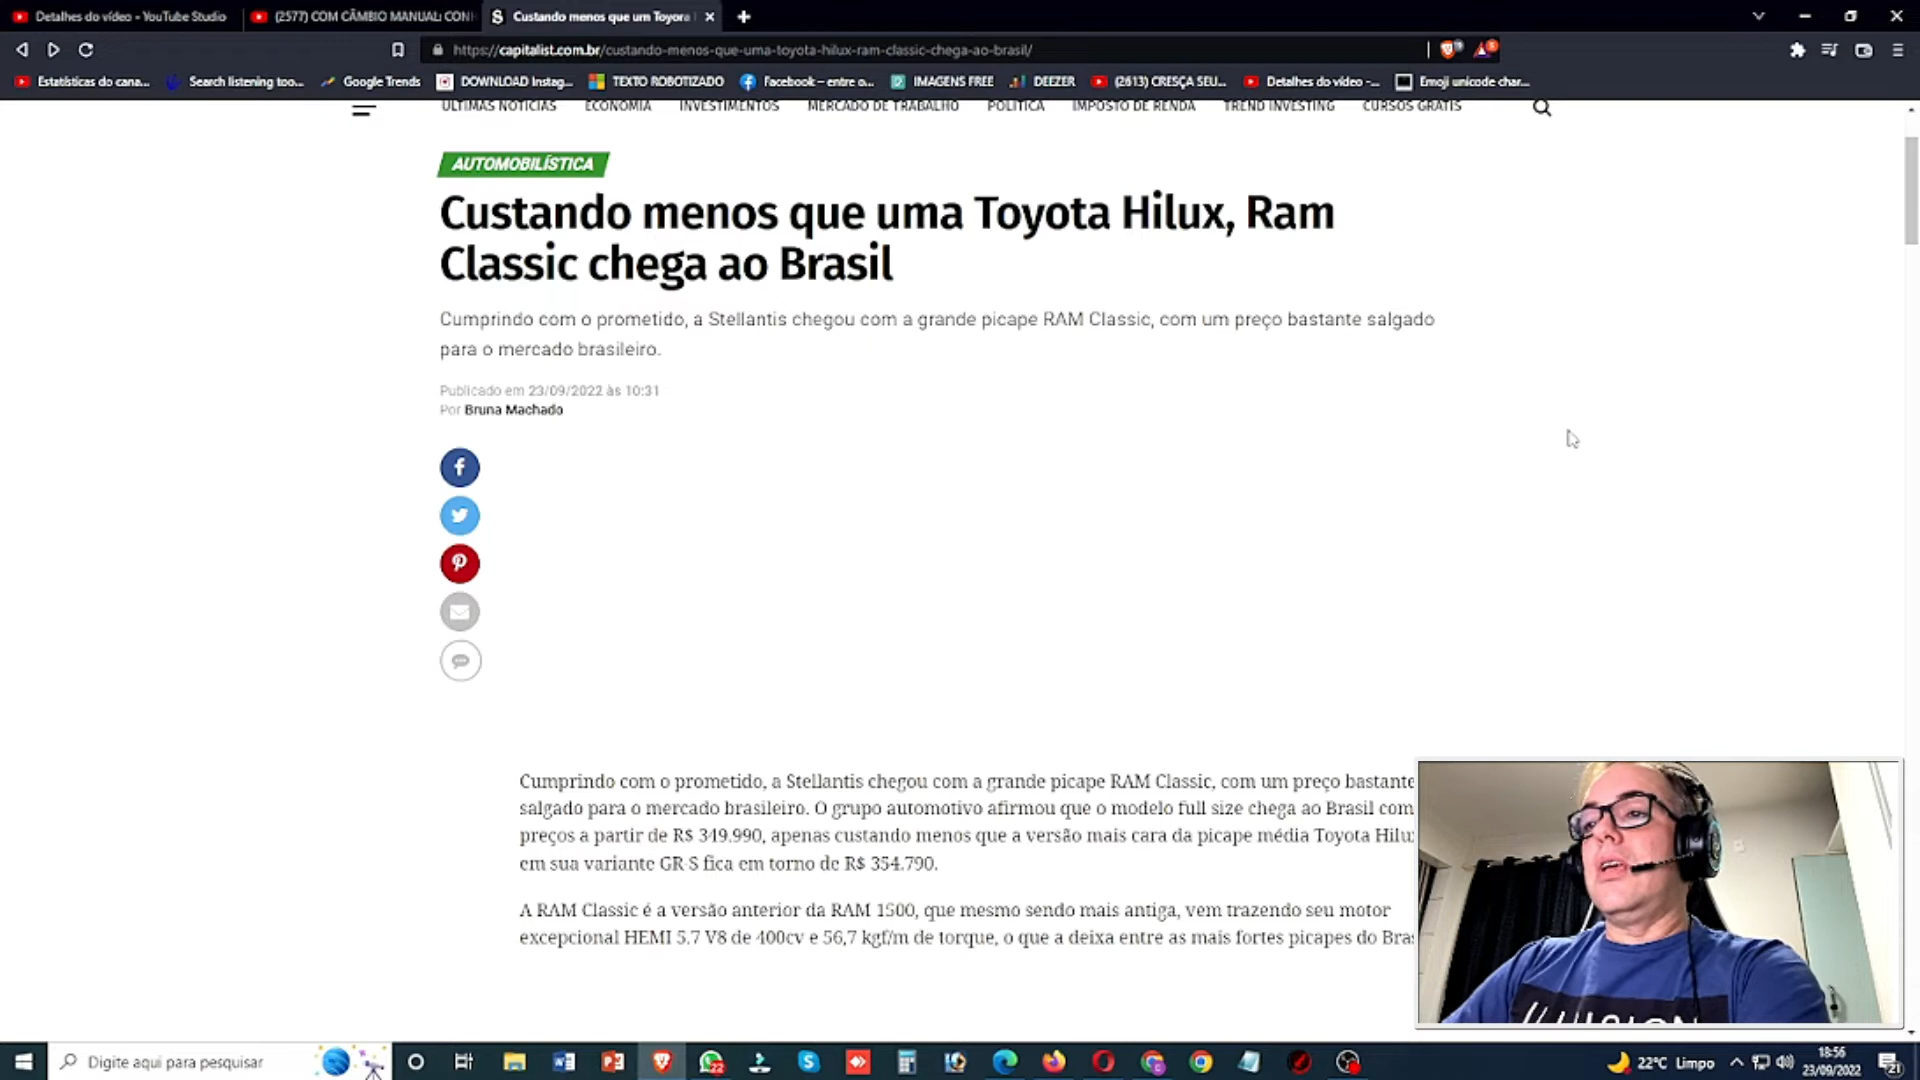 Detalhes do vídeo - YouTube Studio
(2577) COM CÂMBIO MANUAL: CON
Custando menos que um Toyora
https://capitalist.com.br/custando-menos-que-uma-toyota-hilux-ram-classic-chega-ao-brasil/
Estatísticas do cana... Search listening too... Google Trends DOWNLOAD Instag... TEXTO ROBOTIZADO Facebook – entre o... IMAGENS FREE DEEZER (2613) CRESÇA SEU... Detalhes do vídeo -... Emoji unicode char...
ÚLTIMAS NOTÍCIAS ECONOMIA INVESTIMENTOS MERCADO DE TRABALHO POLÍTICA IMPOSTO DE RENDA TREND INVESTING CURSOS GRÁTIS
AUTOMOBILÍSTICA
Custando menos que uma Toyota Hilux, Ram
Classic chega ao Brasil
Cumprindo com o prometido, a Stellantis chegou com a grande picape RAM Classic, com um preço bastante salgado
para o mercado brasileiro.
Publicado em 23/09/2022 às 10:31
Por Bruna Machado
Cumprindo com o prometido, a Stellantis chegou com a grande picape RAM Classic, com um preço bastante
salgado para o mercado brasileiro. O grupo automotivo afirmou que o modelo full size chega ao Brasil com
preços a partir de R$ 349.990, apenas custando menos que a versão mais cara da picape média Toyota Hilu
em sua variante GR-S fica em torno de R$ 354.790.
A RAM Classic é a versão anterior da RAM 1500, que mesmo sendo mais antiga, vem trazendo seu motor
excepcional HEMI 5.7 V8 de 400cv e 56,7 kgf/m de torque, o que a deixa entre as mais fortes picapes do Bras
Digite aqui para pesquisar
22
22°C Limpo
18:56
23/09/2022
21